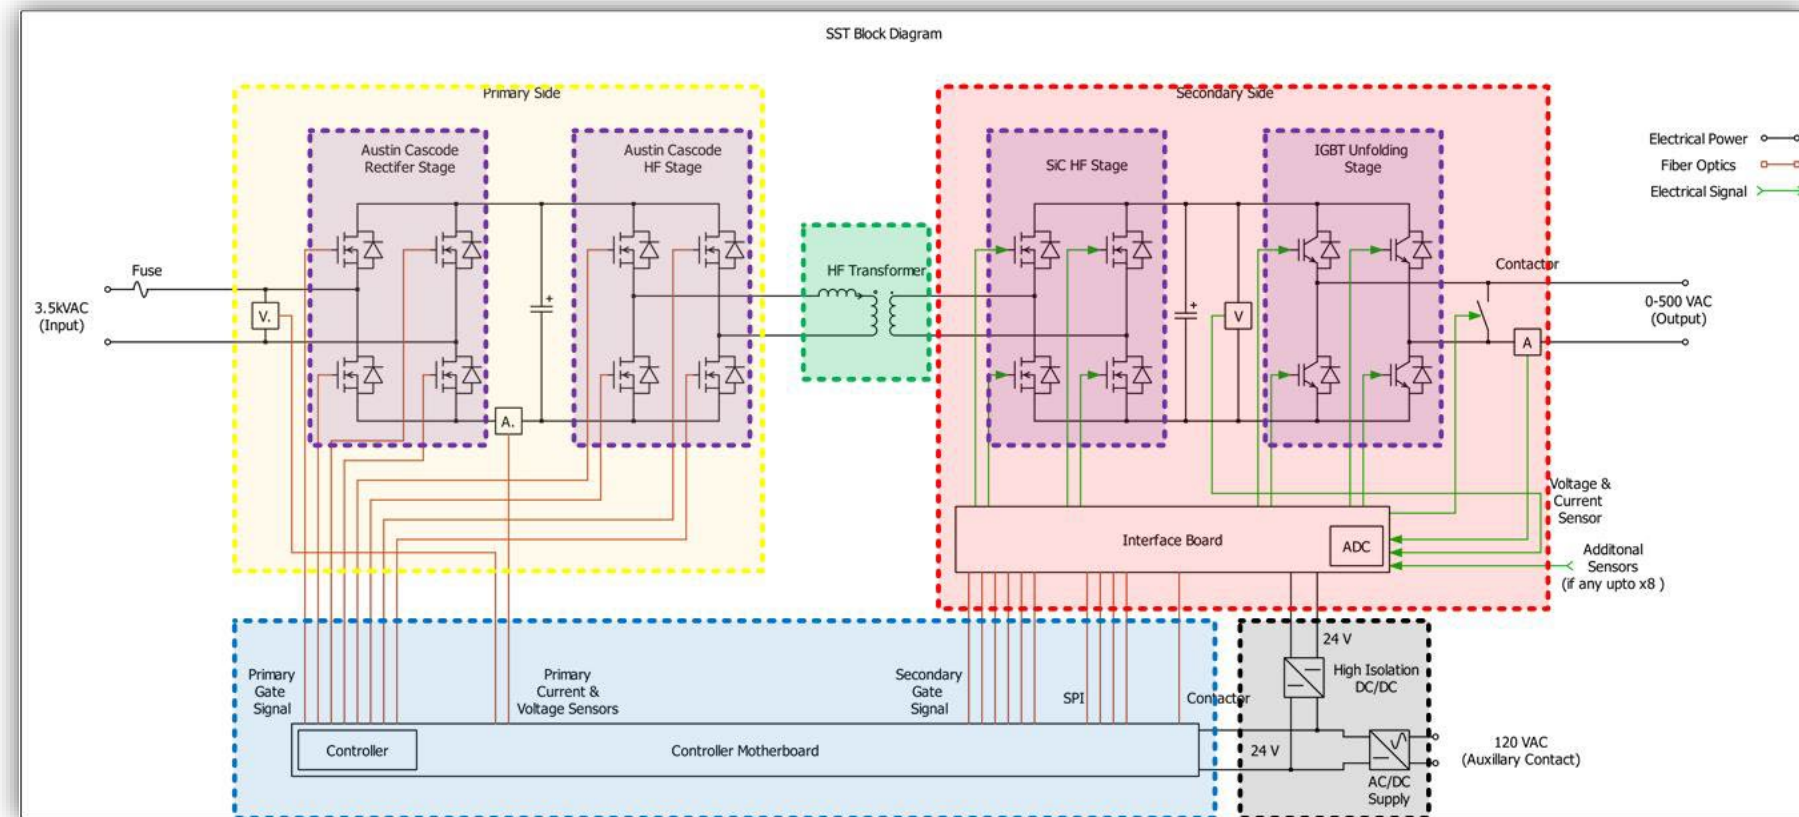 SST Block Diagram
Primary Side
Secondary Side
Austin Cascode
Rectifer Stage
Austin Cascode
HF Stage
SiC HF Stage
IGBT Unfolding
Stage
Electrical Power
Fiber Optics
Electrical Signal
Fuse
3.5kVAC
(Input)
V.
+
A.
HF Transformer
+
V
Contactor
0-500 VAC
(Output)
A
Voltage &
Current
Sensor
Interface Board
ADC
Additonal
Sensors
(if any upto x8 )
Primary
Gate
Signal
Primary
Current &
Voltage Sensors
Secondary
Gate
Signal
SPI
Contactor
24 V
High Isolation
DC/DC
Controller
Controller Motherboard
24 V
120 VAC
(Auxillary Contact)
AC/DC
Supply